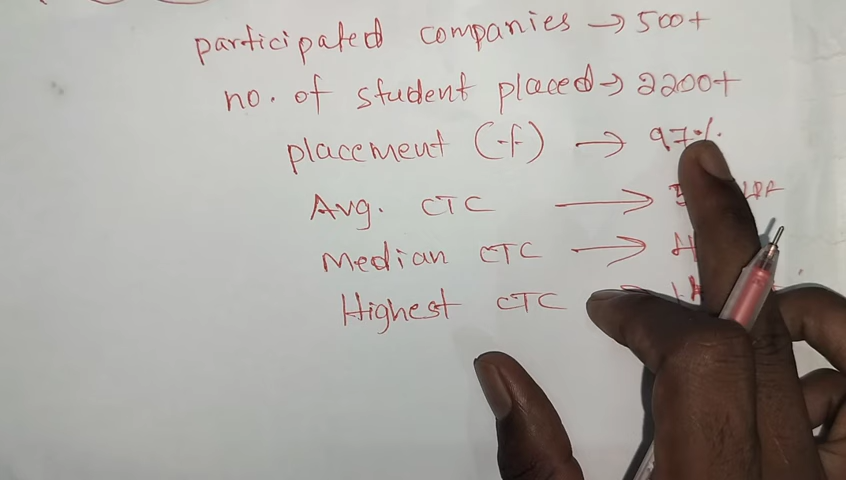 participated companies → 500+
no. of student placed → 2200+
placement (-f) → 97%
Avg. CTC →
Median CTC →
Highest CTC